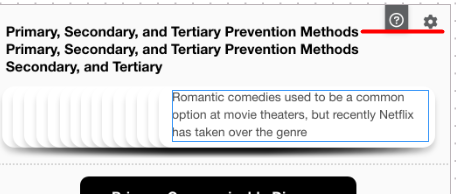 Primary, Secondary, and Tertiary Prevention Methods
Primary, Secondary, and Tertiary Prevention Methods
Secondary, and Tertiary
Romantic comedies used to be a common
option at movie theaters, but recently Netflix
has taken over the genre